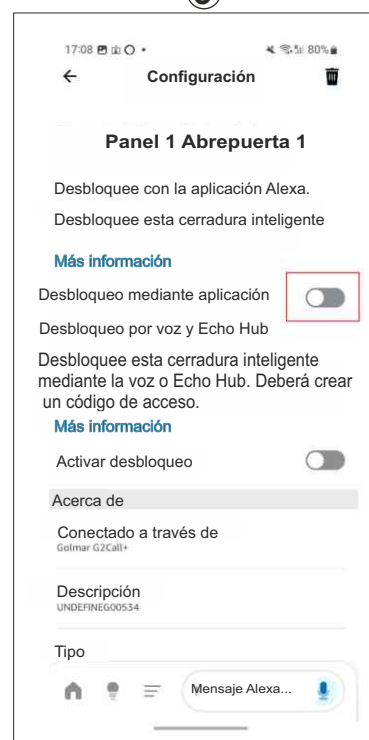 17:08
80%
Configuración
Panel 1 Abrepuerta 1
Desbloquee con la aplicación Alexa.
Desbloquee esta cerradura inteligente
Más información
Desbloqueo mediante aplicación
Desbloqueo por voz y Echo Hub
Desbloquee esta cerradura inteligente
mediante la voz o Echo Hub. Deberá crear
un código de acceso.
Más información
Activar desbloqueo
Acerca de
Conectado a través de
Golmar G2Call+
Descripción
UNDEFINEG00534
Tipo
Mensaje Alexa...